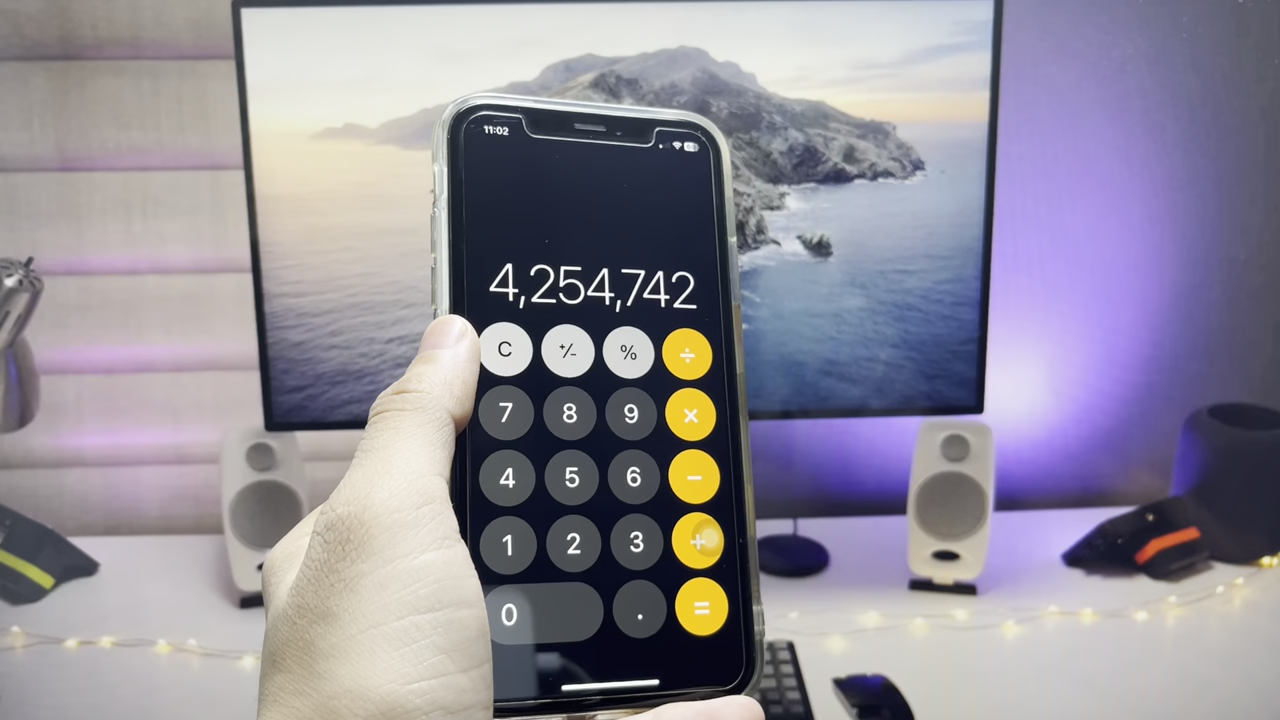 11:02
4,254,742
C +/- % ÷
7 8 9 ×
4 5 6 −
1 2 3 +
0 . =